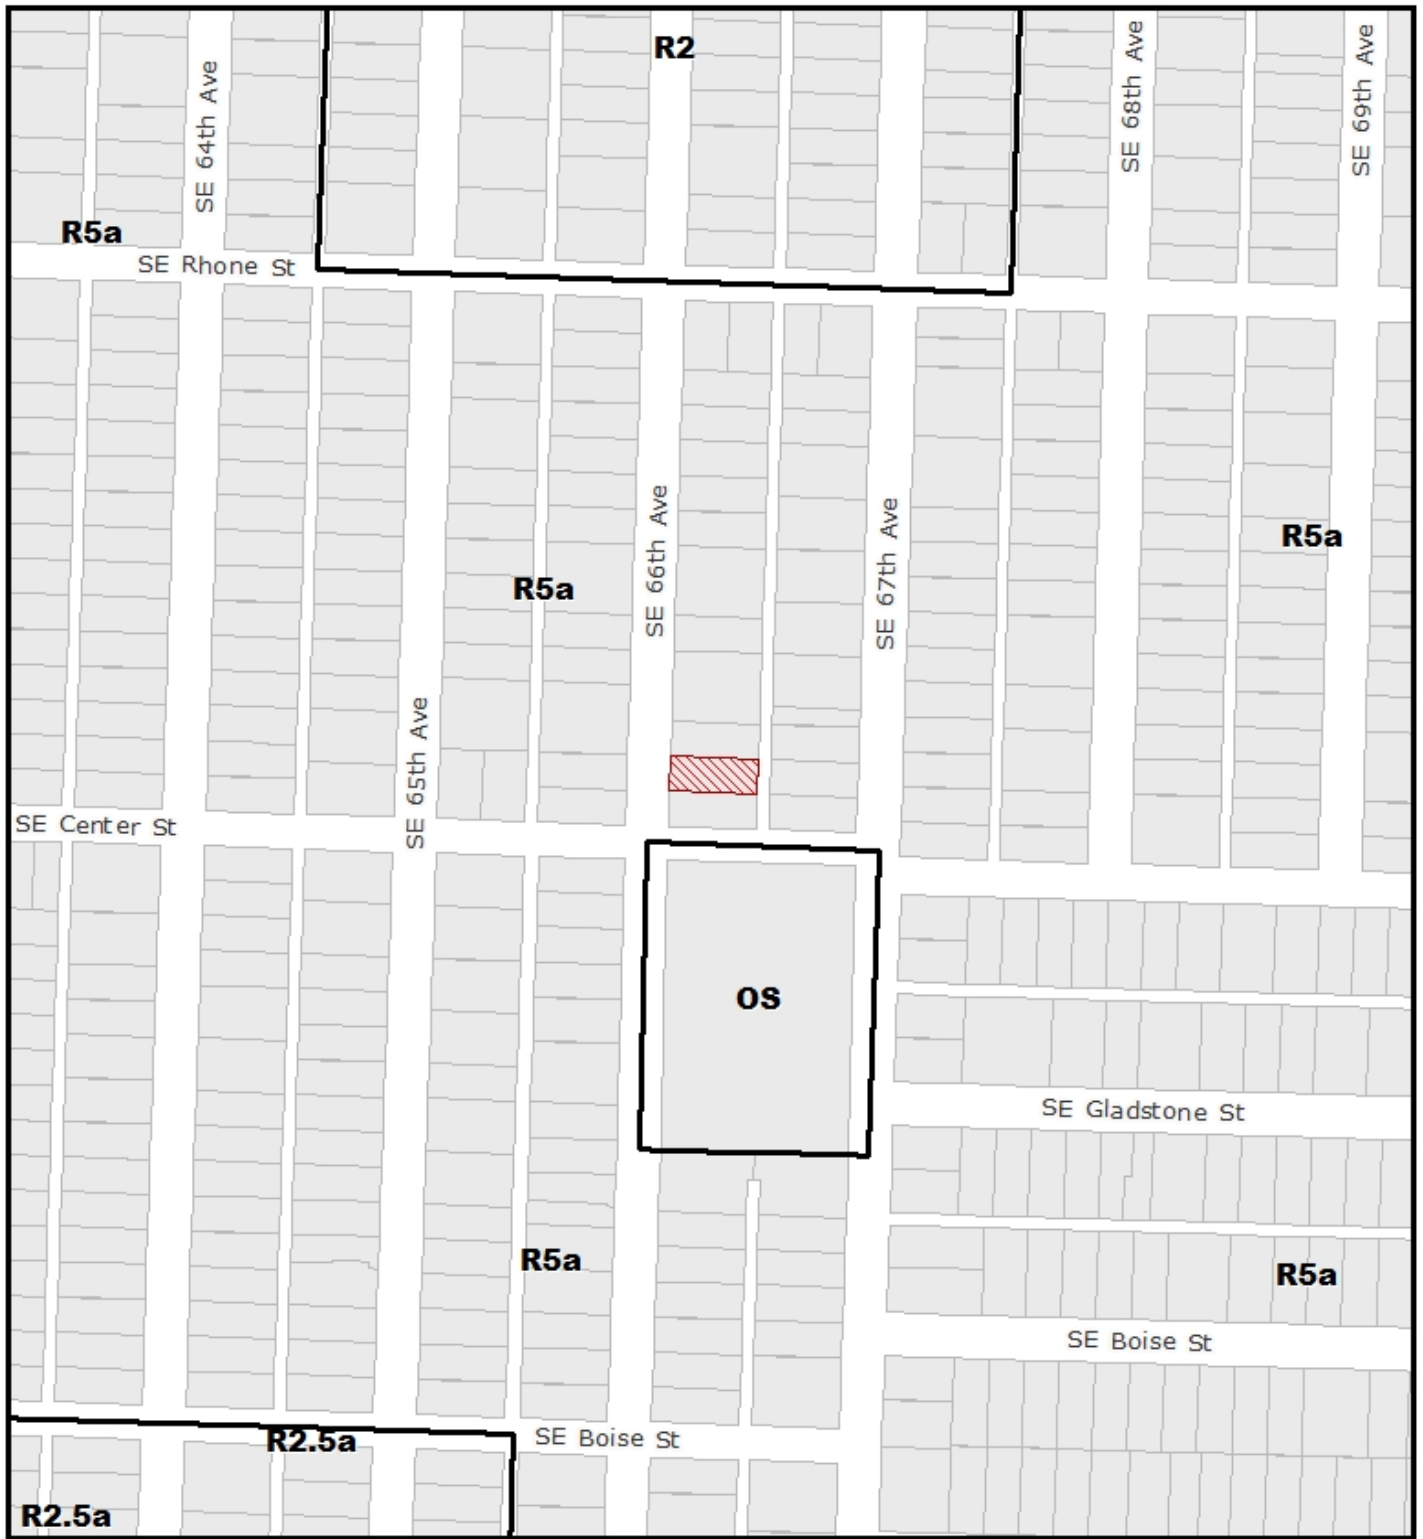 R2
SE 64th Ave
SE 68th Ave
SE 69th Ave
R5a
SE Rhone St
SE 66th Ave
SE 67th Ave
R5a
R5a
SE 65th Ave
SE Center St
OS
SE Gladstone St
R5a
R5a
SE Boise St
SE Boise St
R2.5a
R2.5a